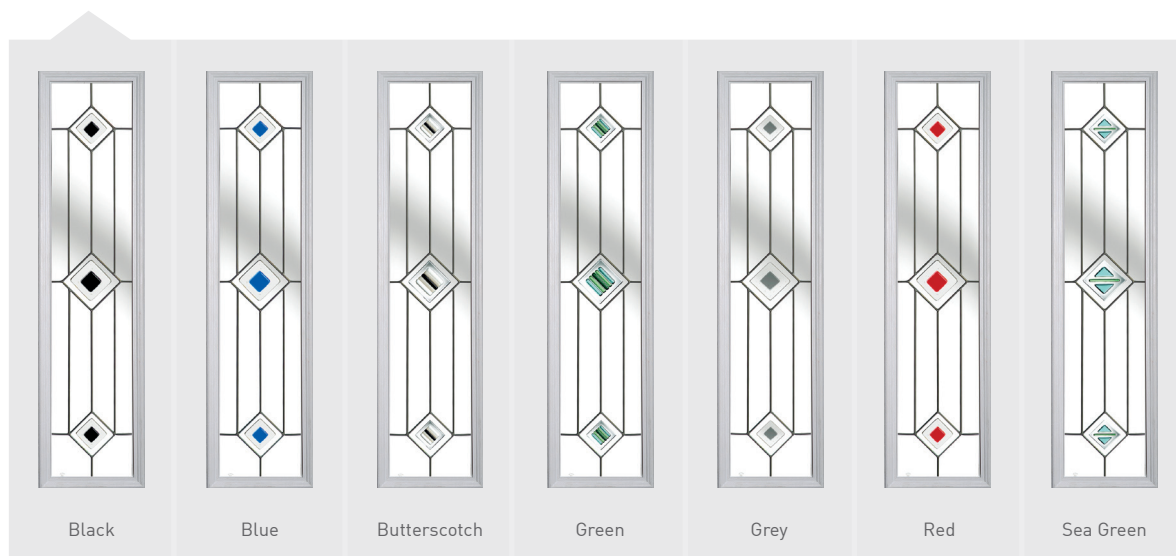 Black
Blue
Butterscotch
Green
Grey
Red
Sea Green